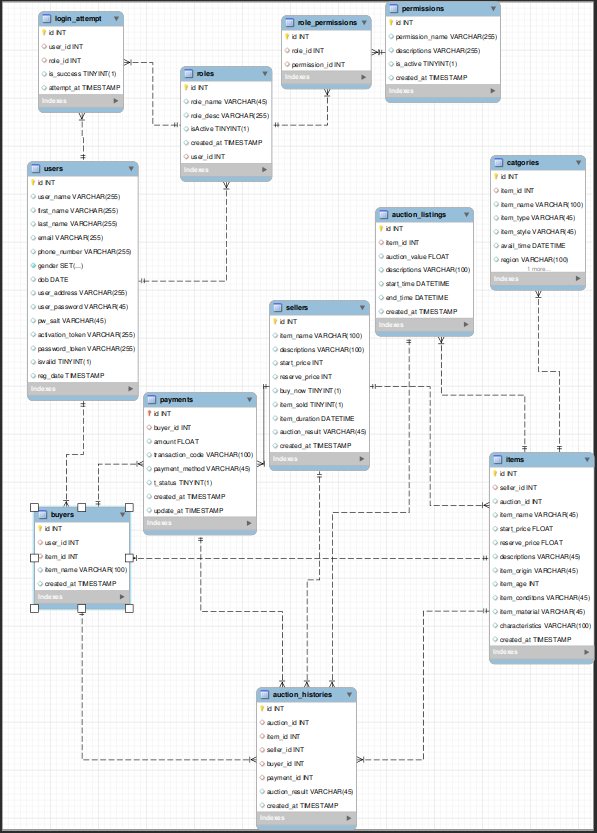 login_attempt
id INT
user_id INT
role_id INT
is_success TINYINT(1)
attempt_at TIMESTAMP
Indexes
role_permissions
id INT
role_id INT
permission_id INT
Indexes
permissions
id INT
permission_name VARCHAR(255)
descriptions VARCHAR(255)
is_active TINYINT(1)
created_at TIMESTAMP
Indexes
roles
id INT
role_name VARCHAR(45)
role_desc VARCHAR(255)
isActive TINYINT(1)
created_at TIMESTAMP
user_id INT
Indexes
users
id INT
user_name VARCHAR(255)
first_name VARCHAR(255)
last_name VARCHAR(255)
email VARCHAR(255)
phone_number VARCHAR(255)
gender SET(...)
dob DATE
user_address VARCHAR(255)
user_password VARCHAR(45)
pw_salt VARCHAR(45)
activation_token VARCHAR(255)
password_token VARCHAR(255)
isvalid TINYINT(1)
reg_date TIMESTAMP
Indexes
catgories
id INT
item_id INT
item_name VARCHAR(100)
item_type VARCHAR(45)
item_style VARCHAR(45)
avail_time DATETIME
region VARCHAR(100)
1 more...
Indexes
auction_listings
id INT
item_id INT
auction_value FLOAT
descriptions VARCHAR(100)
start_time DATETIME
end_time DATETIME
created_at TIMESTAMP
Indexes
sellers
id INT
item_name VARCHAR(100)
descriptions VARCHAR(100)
start_price INT
reserve_price INT
buy_now TINYINT(1)
item_sold TINYINT(1)
item_duration DATETIME
auction_result VARCHAR(45)
created_at TIMESTAMP
Indexes
payments
id INT
buyer_id INT
amount FLOAT
transaction_code VARCHAR(100)
payment_method VARCHAR(45)
t_status TINYINT(1)
created_at TIMESTAMP
update_at TIMESTAMP
Indexes
items
id INT
seller_id INT
auction_id INT
item_name VARCHAR(45)
start_price FLOAT
reserve_price FLOAT
descriptions VARCHAR(45)
item_origin VARCHAR(45)
item_age INT
item_conditons VARCHAR(45)
item_material VARCHAR(45)
characteristics VARCHAR(100)
created_at TIMESTAMP
Indexes
buyers
id INT
user_id INT
item_id INT
item_name VARCHAR(100)
created_at TIMESTAMP
Indexes
auction_histories
id INT
auction_id INT
item_id INT
seller_id INT
buyer_id INT
payment_id INT
auction_result VARCHAR(45)
created_at TIMESTAMP
Indexes